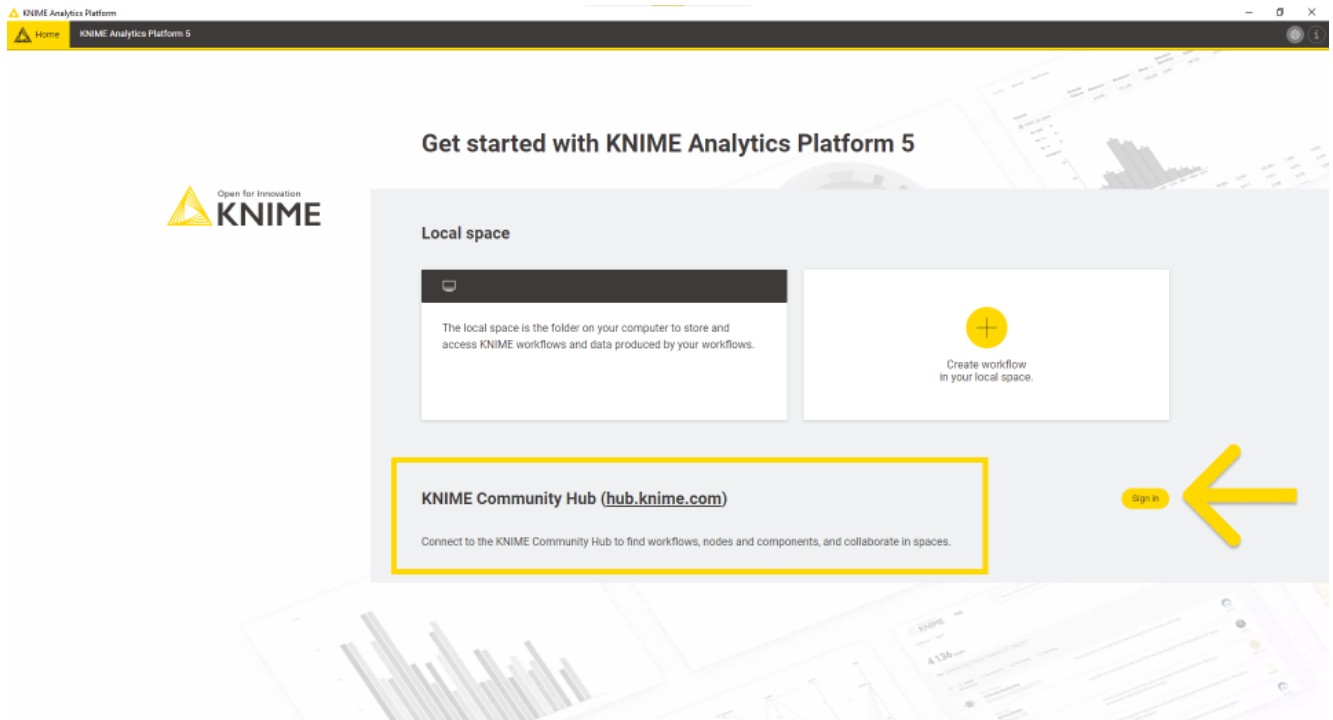 KNIME Analytics Platform
Home
KNIME Analytics Platform 5
Get started with KNIME Analytics Platform 5
Open for Innovation
KNIME
Local space
The local space is the folder on your computer to store and
access KNIME workflows and data produced by your workflows.
Create workflow
in your local space.
KNIME Community Hub (hub.knime.com)
Sign in
Connect to the KNIME Community Hub to find workflows, nodes and components, and collaborate in spaces.
KNIME
4136